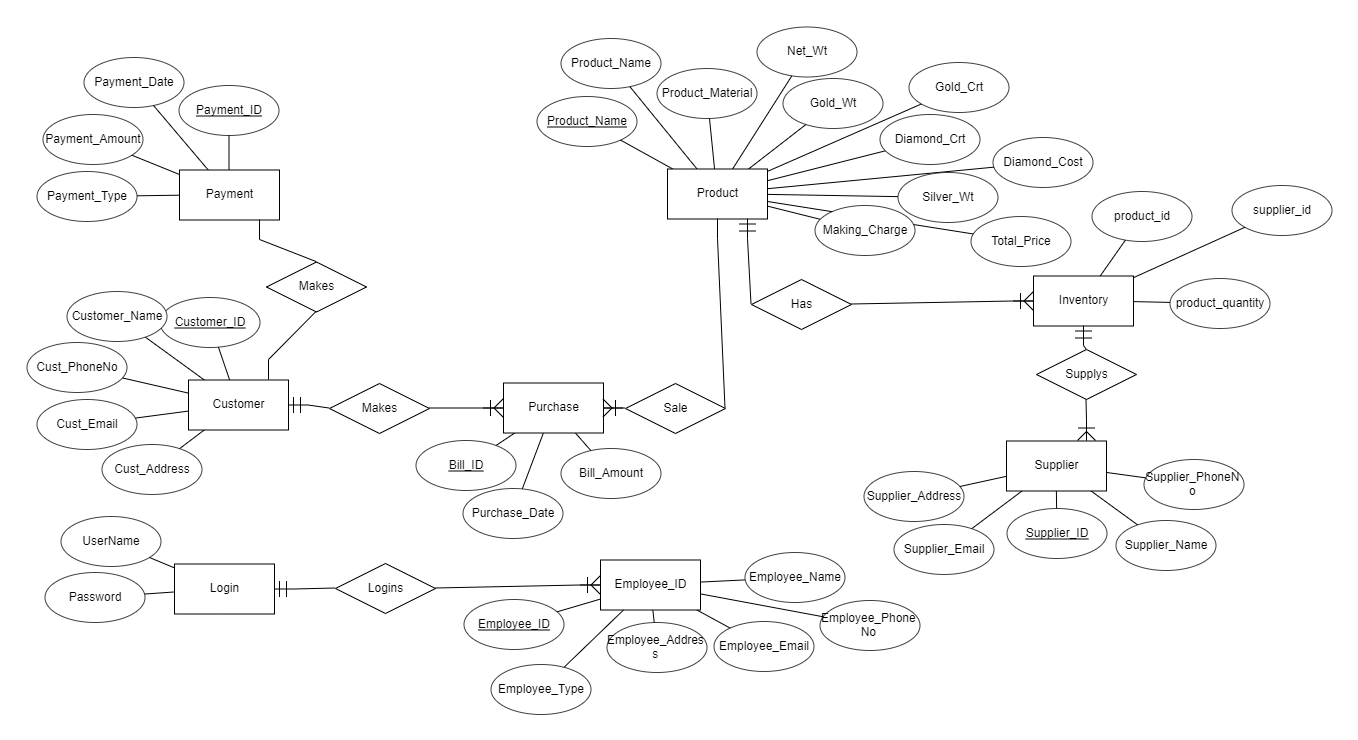 Net_Wt
Product_Name
Payment_Date
Gold_Crt
Product_Material
Gold_Wt
Payment_ID
Product_Name
Payment_Amount
Diamond_Crt
Diamond_Cost
Payment_Type
Payment
Product
Silver_Wt
supplier_id
product_id
Making_Charge
Total_Price
Makes
Has
Inventory
product_quantity
Customer_Name
Customer_ID
Cust_PhoneNo
Supplys
Customer
Makes
Purchase
Sale
Cust_Email
Cust_Address
Bill_ID
Bill_Amount
Purchase_Date
Supplier
Supplier_PhoneN
o
Supplier_Address
Supplier_ID
Supplier_Email
Supplier_Name
UserName
Password
Login
Logins
Employee_ID
Employee_Name
Employee_ID
Employee_Phone
No
Employee_Addres
s
Employee_Email
Employee_Type